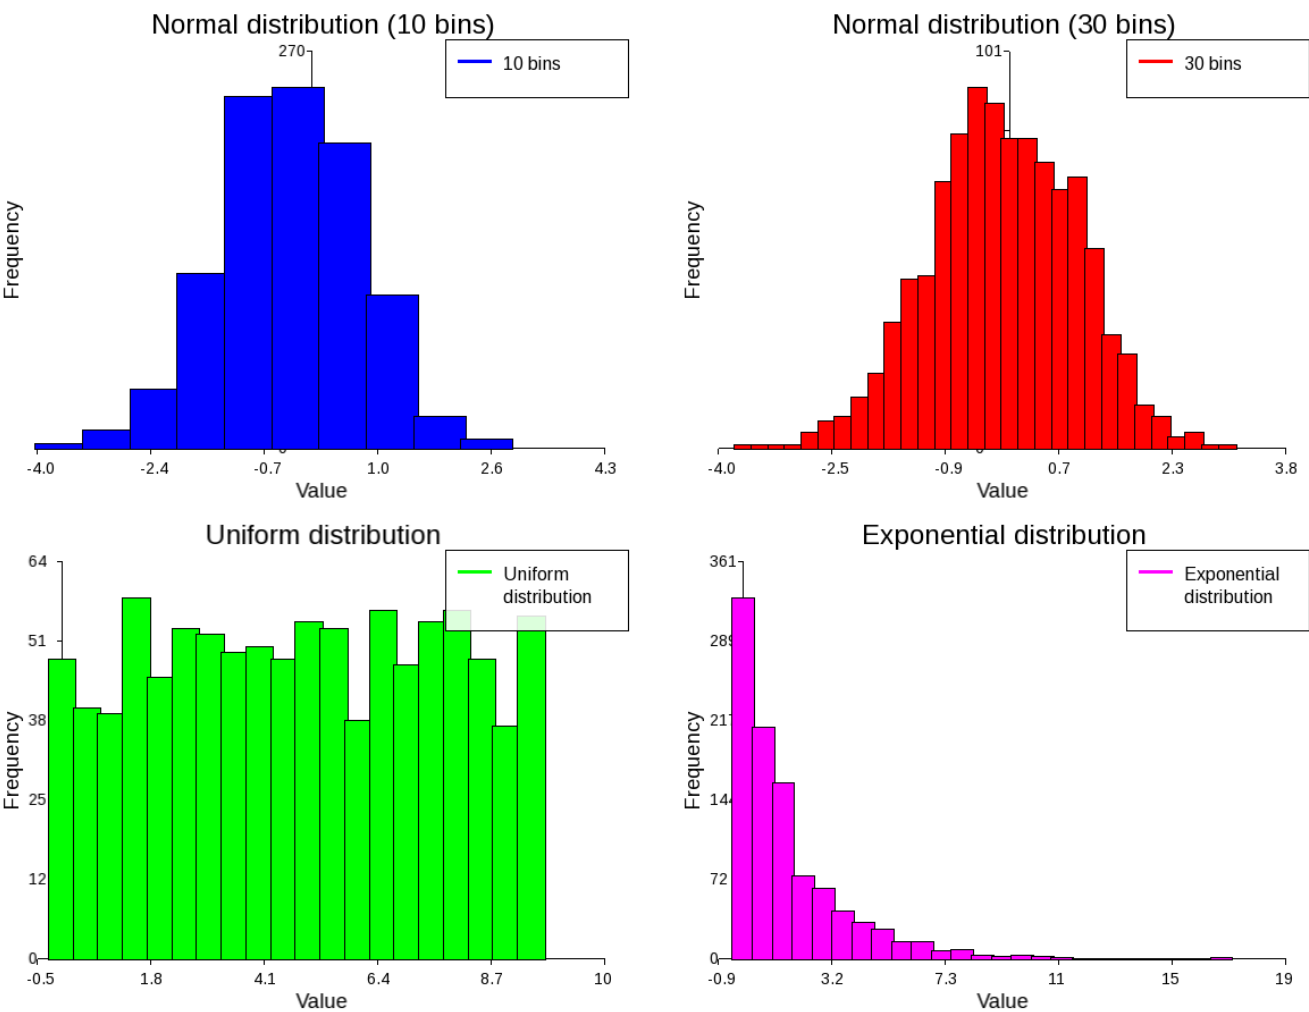 Normal distribution (10 bins)
270
10 bins
Frequency
-4.0 -2.4 -0.7 1.0 2.6 4.3
Value
Normal distribution (30 bins)
101
30 bins
Frequency
-4.0 -2.5 -0.9 0.7 2.3 3.8
Value
Uniform distribution
64
51
38
25
12
0
Uniform
distribution
Frequency
-0.5 1.8 4.1 6.4 8.7 10
Value
Exponential distribution
361
72
0
Exponential
distribution
Frequency
-0.9 3.2 7.3 11 15 19
Value